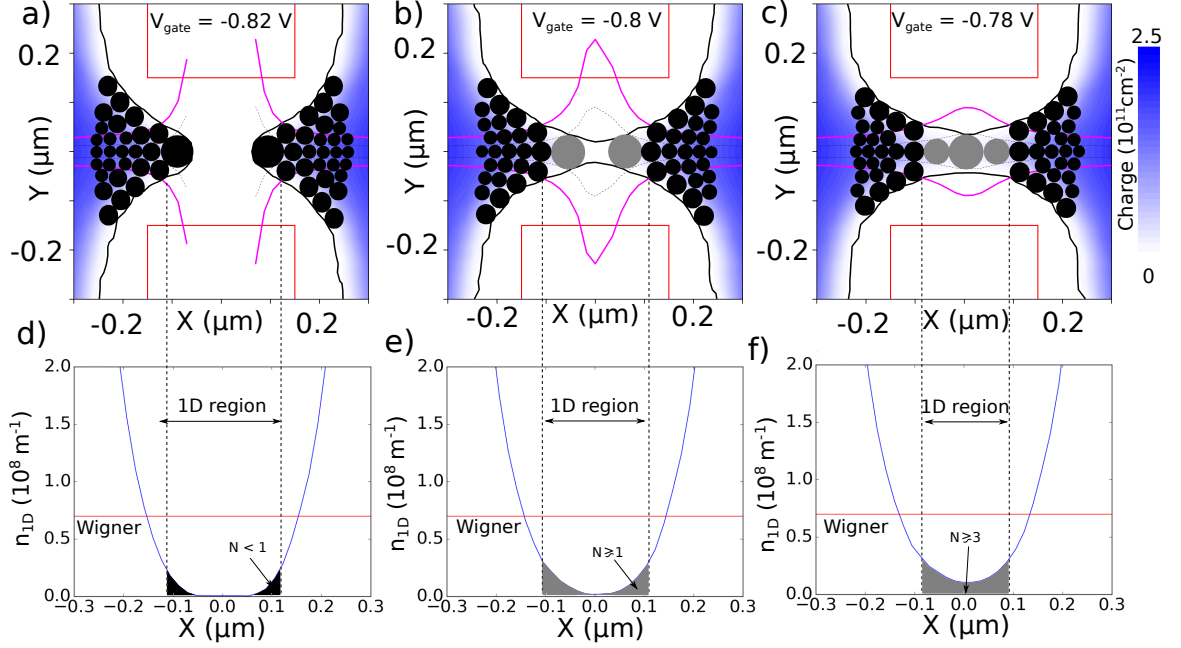 a)
V_gate = -0.82 V
b)
V_gate = -0.8 V
c)
V_gate = -0.78 V
2.5
0.2
0.2
0.2
Y (μm)
Y (μm)
Y (μm)
Charge (10¹¹cm⁻²)
-0.2
-0.2
-0.2
0
-0.2 X (μm) 0.2
-0.2 X (μm) 0.2
-0.2 X (μm) 0.2
d)
e)
f)
2.0
1.5
1.0
0.5
0.0
n_1D (10⁸ m⁻¹)
1D region
Wigner
N < 1
−0.3 −0.2 −0.1 0.0 0.1 0.2 0.3
X (μm)
2.0
1.5
1.0
0.5
0.0
n_1D (10⁸ m⁻¹)
1D region
Wigner
N⩾1
−0.3 −0.2 −0.1 0.0 0.1 0.2 0.3
X (μm)
2.0
1.5
1.0
0.5
0.0
n_1D (10⁸ m⁻¹)
1D region
Wigner
N⩾3
−0.3 −0.2 −0.1 0.0 0.1 0.2 0.3
X (μm)